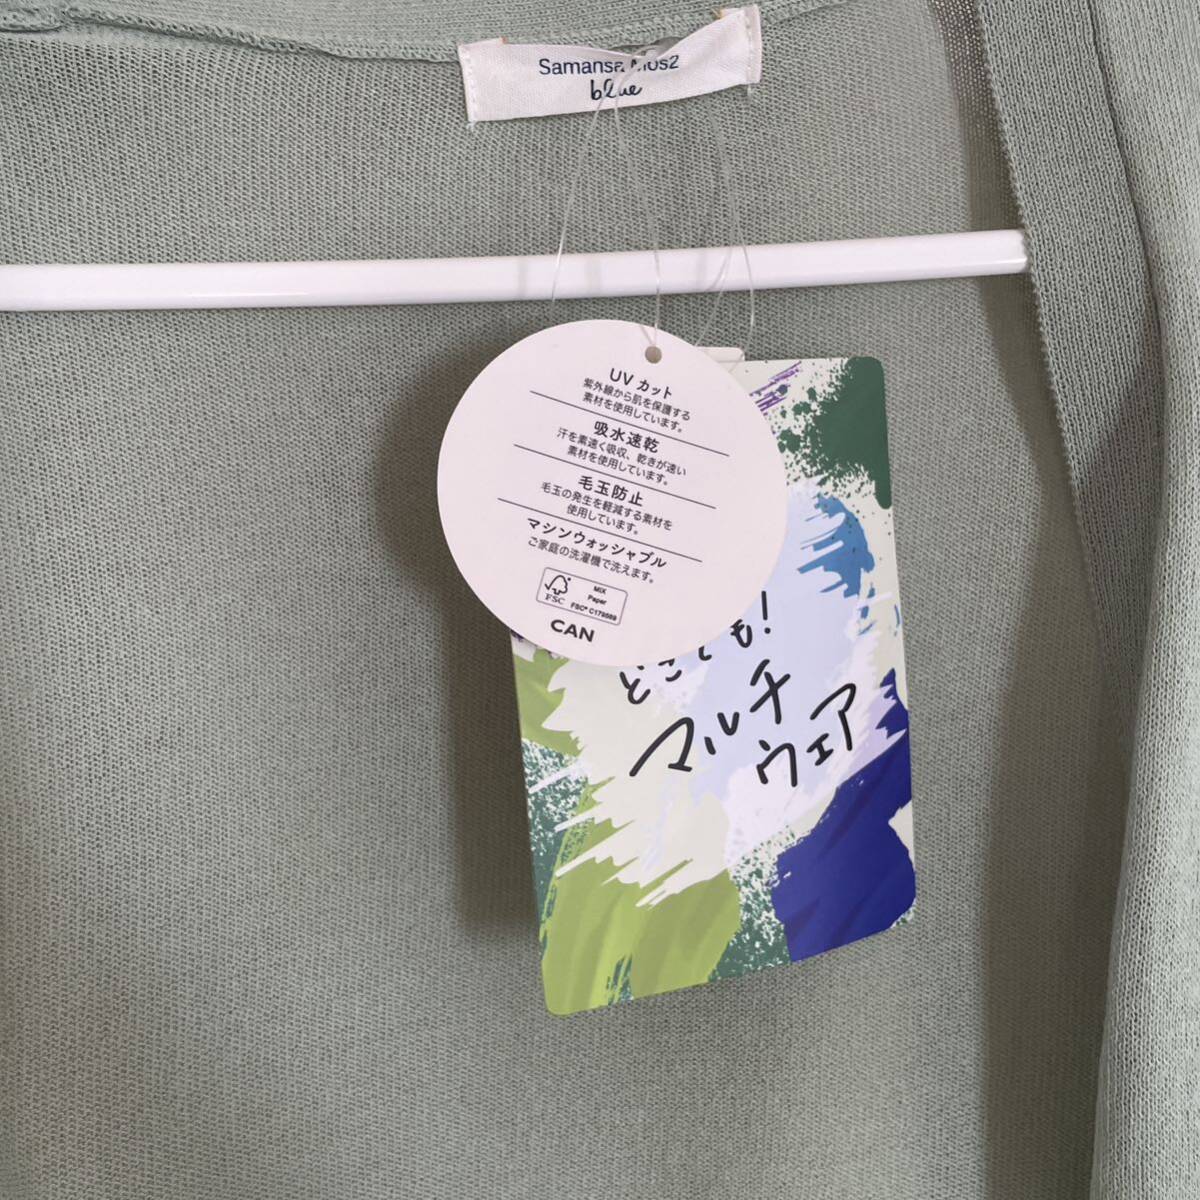 Samansa Mos2
blue
UV カット
紫外線から肌を保護する
素材を使用しています。
吸水速乾
汗を素速く吸収、乾きが速い
素材を使用しています。
毛玉防止
毛玉の発生を軽減する素材を
使用しています。
マシンウォッシャブル
ご家庭の洗濯機で洗えます。
FSC
MIX
Paper
FSC® C179569
CAN
マルチ
ウェア